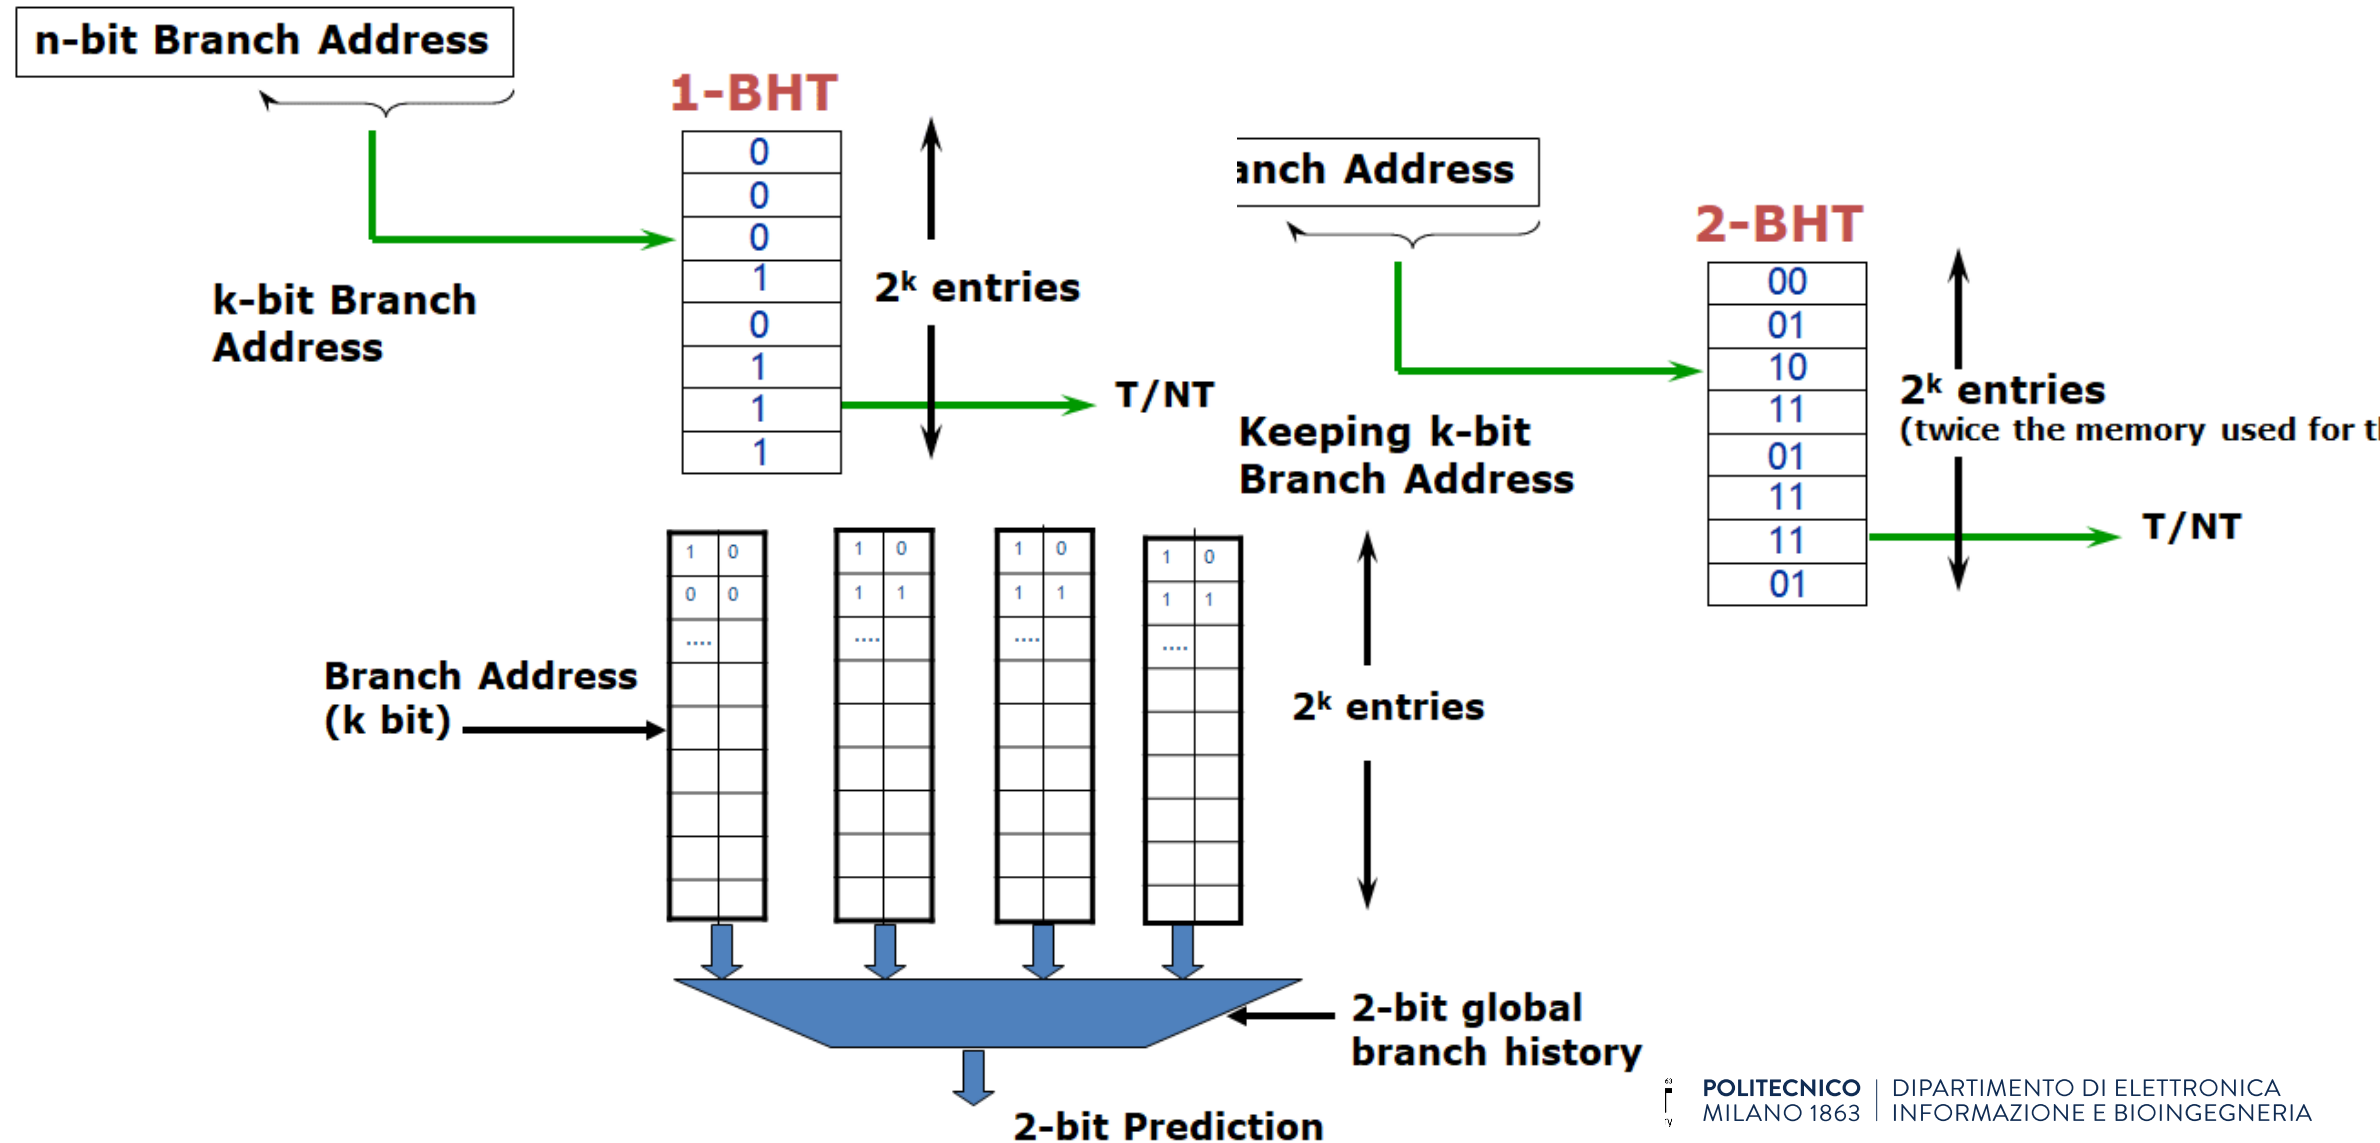 n-bit Branch Address
1-BHT
0
0
0
1
0
1
1
1
2ᵏ entries
k-bit Branch
Address
T/NT
anch Address
2-BHT
00
01
10
11
01
11
11
01
2ᵏ entries
(twice the memory used for t
Keeping k-bit
Branch Address
T/NT
1 0
0 0
....
1 0
1 1
....
1 0
1 1
....
1 0
1 1
....
Branch Address
(k bit)
2ᵏ entries
2-bit global
branch history
2-bit Prediction
POLITECNICO
MILANO 1863
DIPARTIMENTO DI ELETTRONICA
INFORMAZIONE E BIOINGEGNERIA